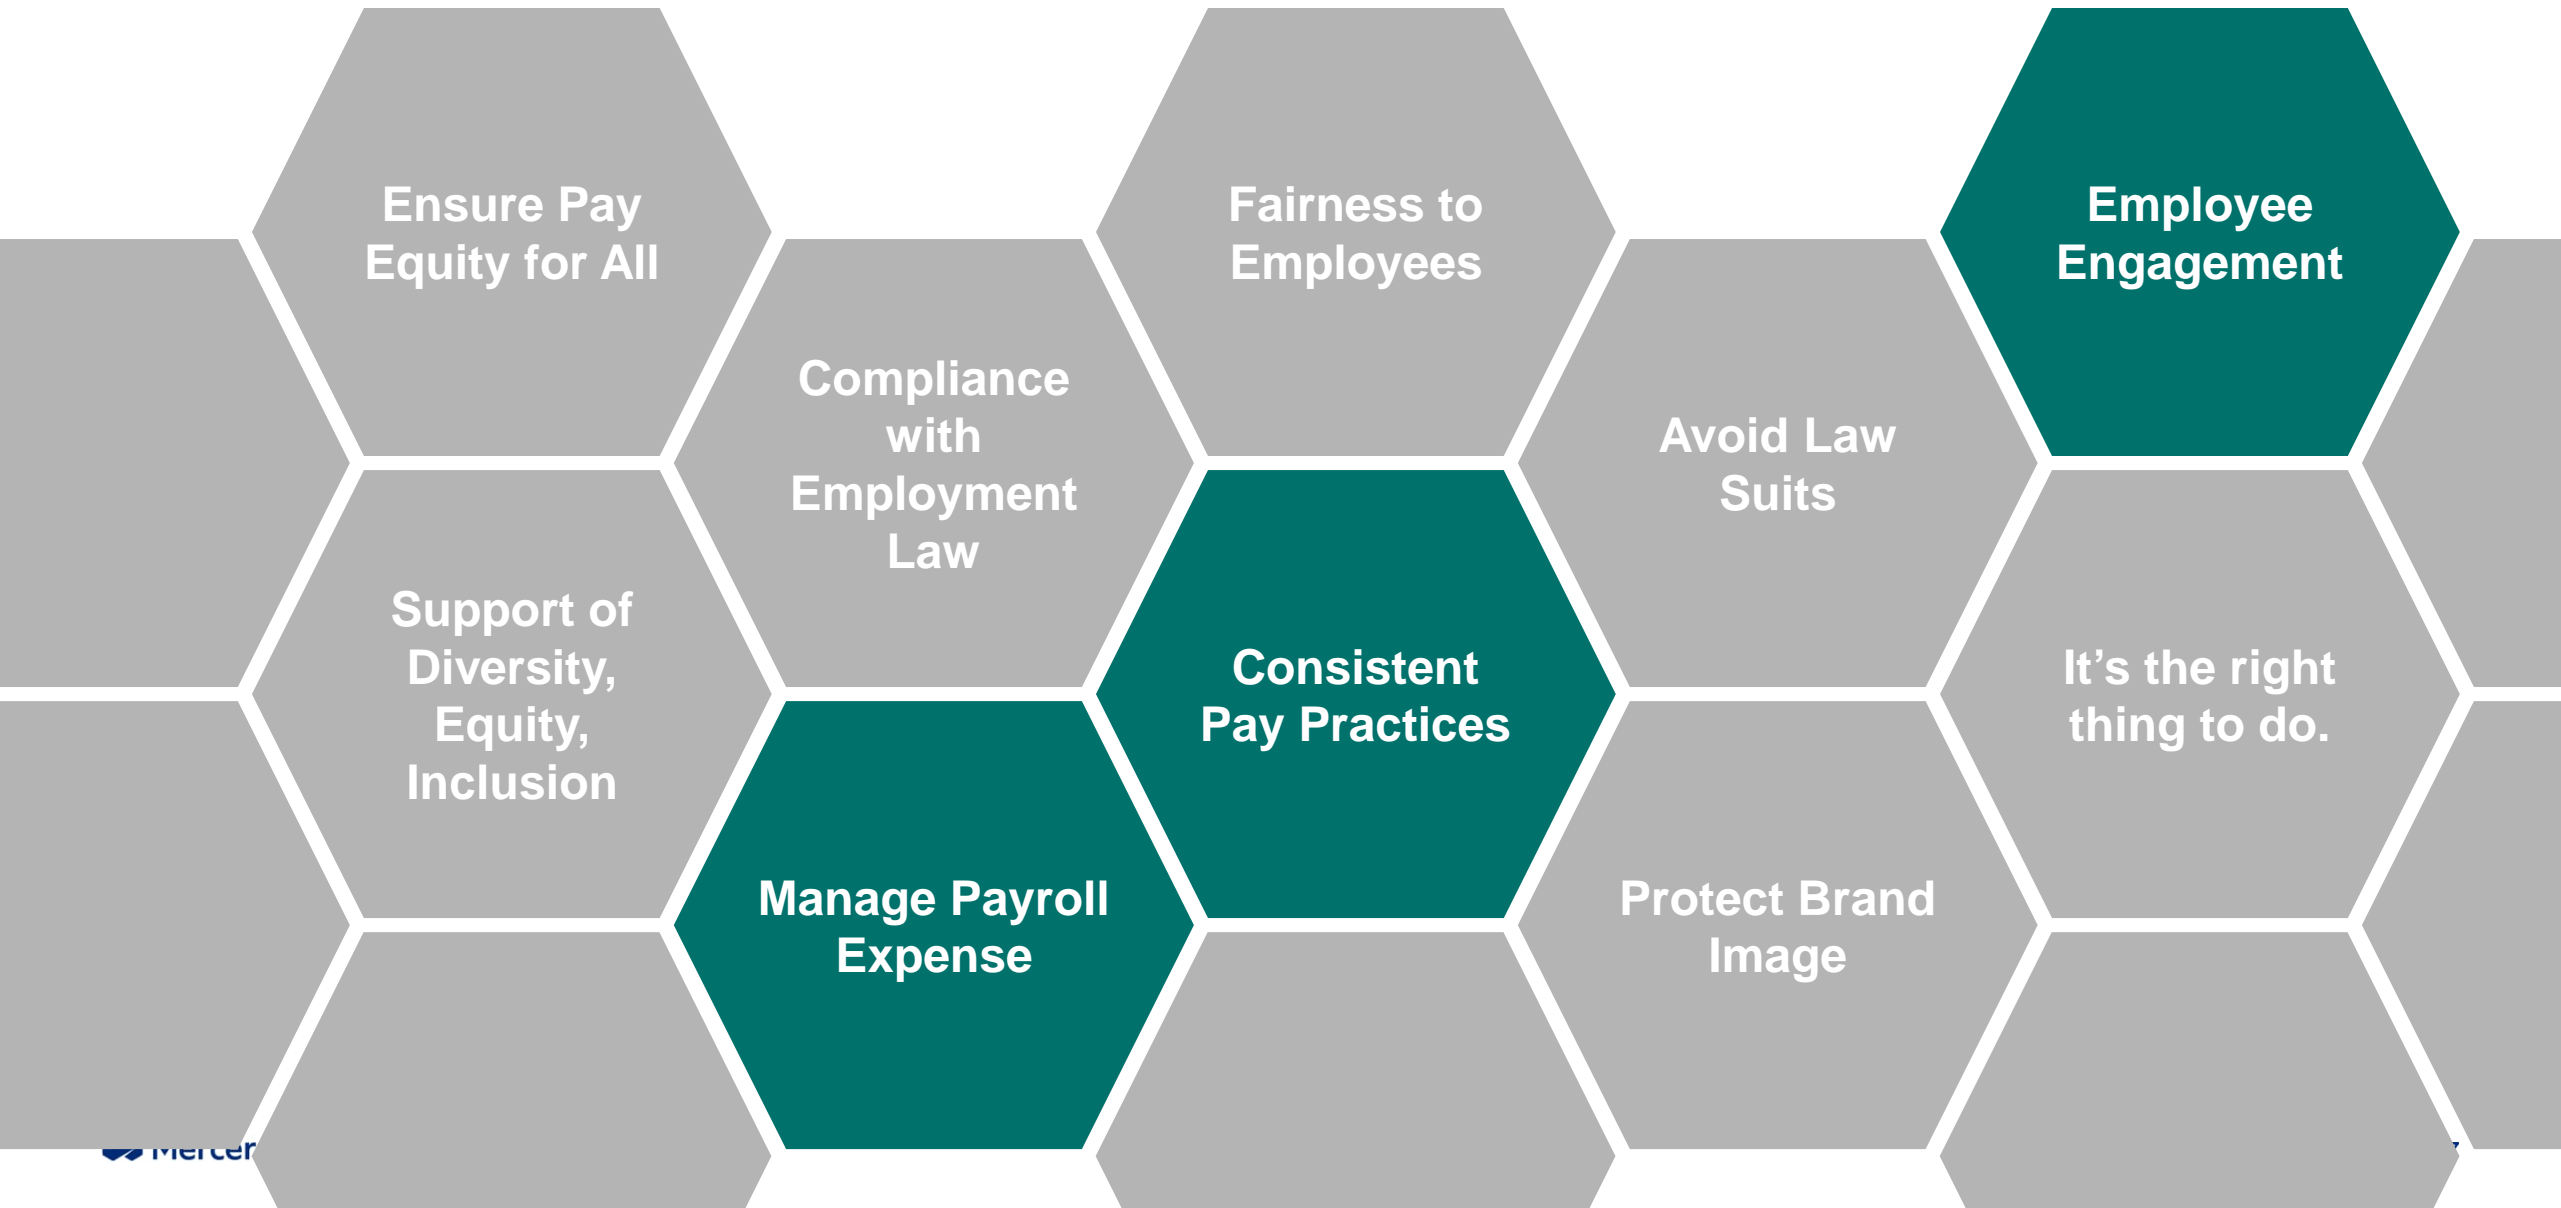 Ensure Pay
Equity for All
Fairness to
Employees
Employee
Engagement
Compliance
with
Employment
Law
Avoid Law
Suits
Support of
Diversity,
Equity,
Inclusion
Consistent
Pay Practices
It’s the right
thing to do.
Manage Payroll
Expense
Protect Brand
Image
Mercer